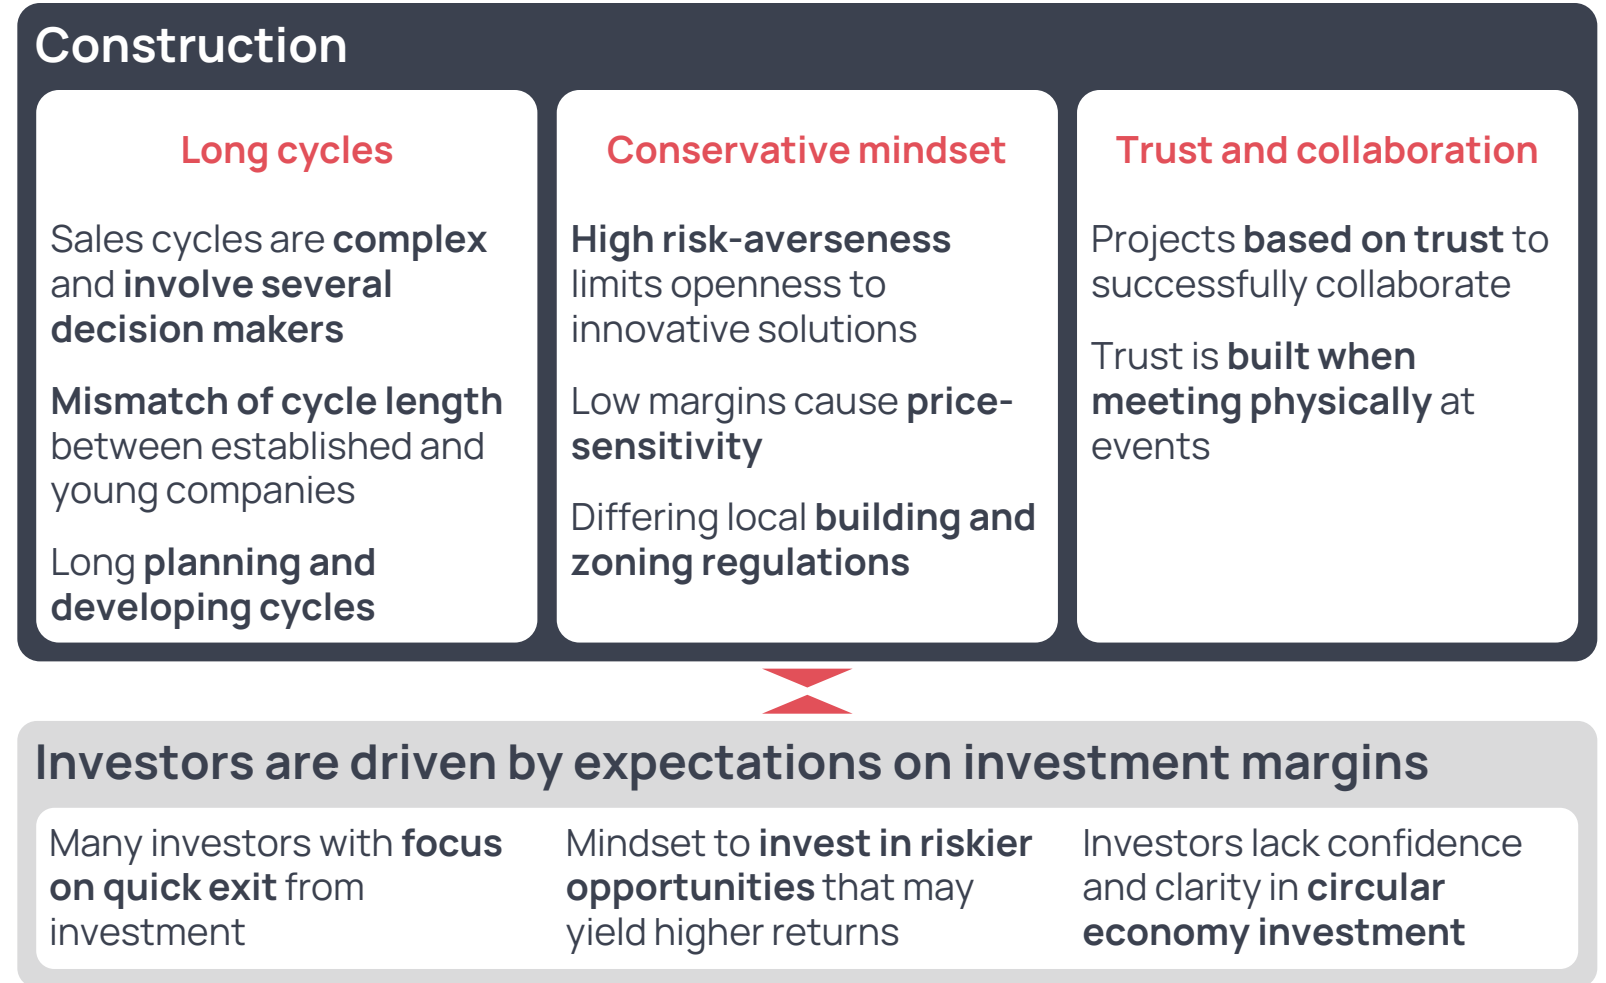 Construction
Long cycles
Sales cycles are complex
and involve several
decision makers
Mismatch of cycle length
between established and
young companies
Long planning and
developing cycles
Conservative mindset
High risk-averseness
limits openness to
innovative solutions
Low margins cause price-
sensitivity
Differing local building and
zoning regulations
Trust and collaboration
Projects based on trust to
successfully collaborate
Trust is built when
meeting physically at
events
Investors are driven by expectations on investment margins
Many investors with focus
on quick exit from
investment
Mindset to invest in riskier
opportunities that may
yield higher returns
Investors lack confidence
and clarity in circular
economy investment